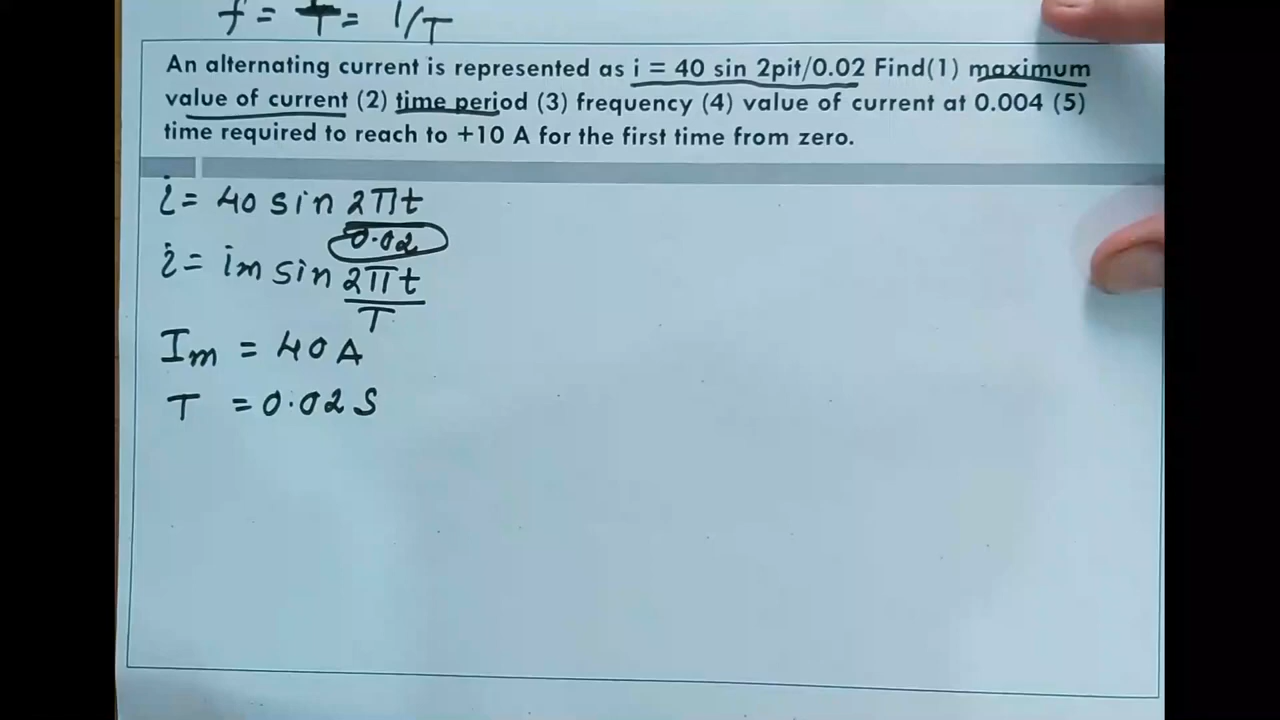 f = T = 1/T
An alternating current is represented as i = 40 sin 2pit/0.02 Find(1) maximum
value of current (2) time period (3) frequency (4) value of current at 0.004 (5)
time required to reach to +10 A for the first time from zero.
i = 40 sin 2πt
0.02
i = im sin 2πt
T
Im = 40 A
T = 0.02 S